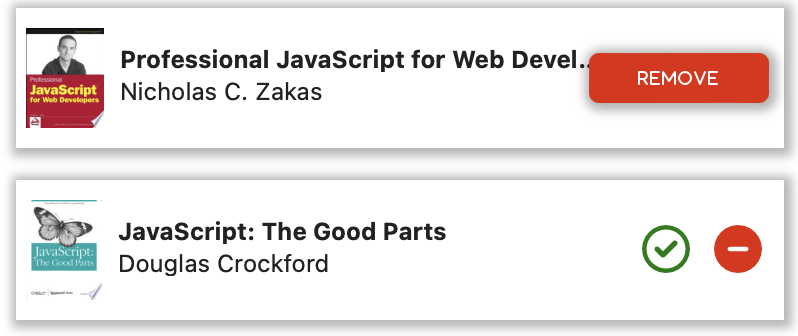 Professional JavaScript for Web Devel..
Nicholas C. Zakas
REMOVE
Professional
JavaScript
for Web Developers
JavaScript: The Good Parts
Douglas Crockford
JavaScript:
The Good Parts
O'REILLY